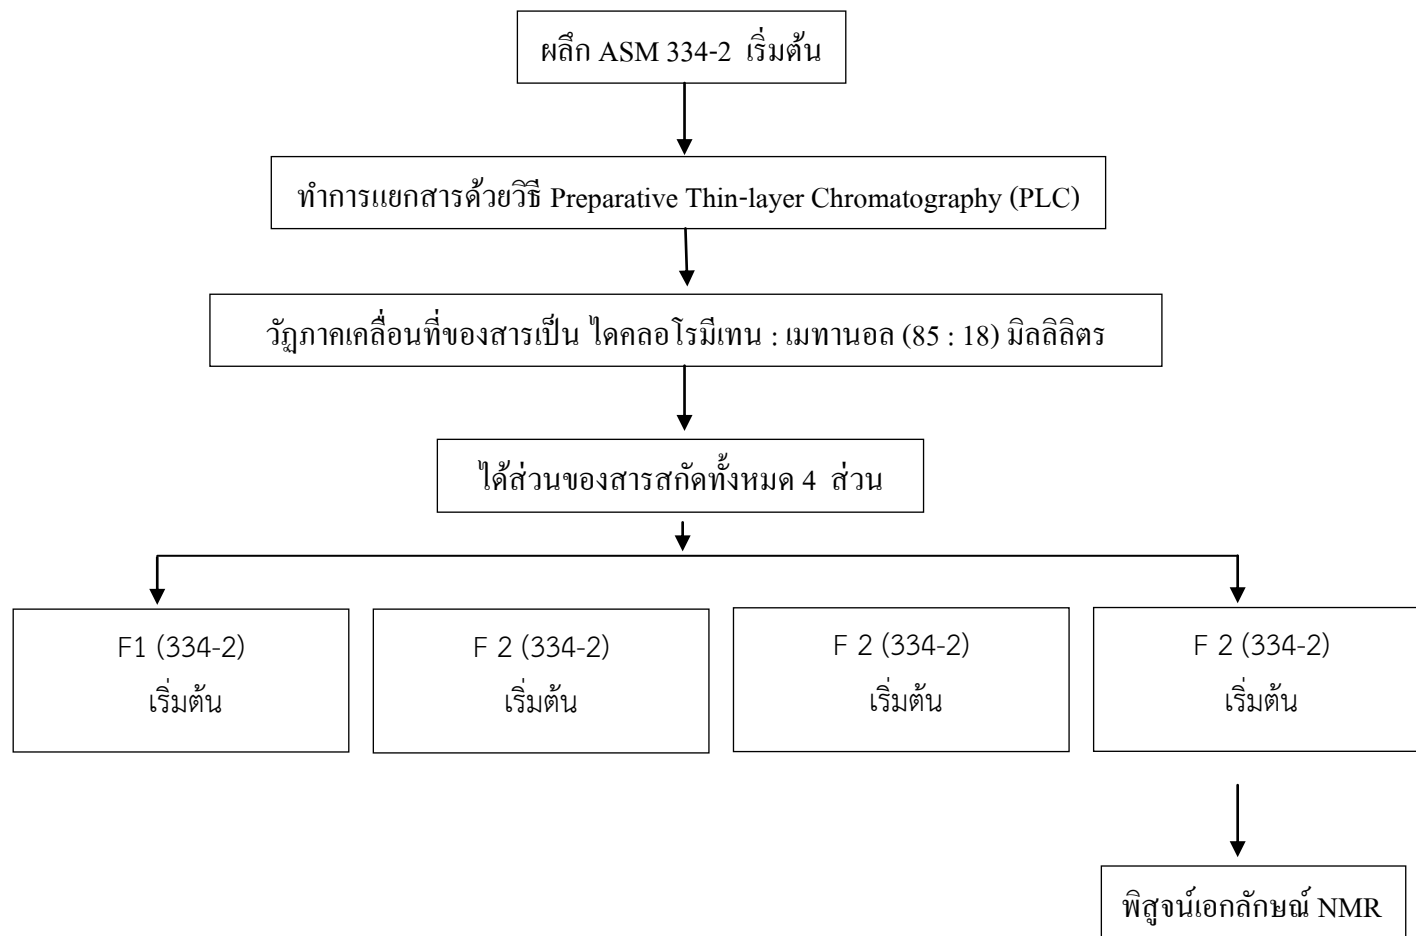 ผลึก ASM 334-2 เริ่มต้น
ทำการแยกสารด้วยวิธี Preparative Thin-layer Chromatography (PLC)
วัฏภาคเคลื่อนที่ของสารเป็น ไดคลอโรมีเทน : เมทานอล (85 : 18) มิลลิลิตร
ได้ส่วนของสารสกัดทั้งหมด 4 ส่วน
F1 (334-2)
เริ่มต้น
F 2 (334-2)
เริ่มต้น
F 2 (334-2)
เริ่มต้น
F 2 (334-2)
เริ่มต้น
พิสูจน์เอกลักษณ์ NMR